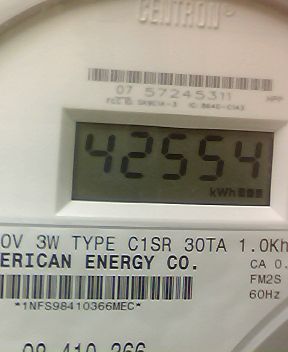 CENTRON
07 57245311
42554
kWh
0V 3W TYPE C1SR 30TA 1.0Kh
ERICAN ENERGY CO.
CA 0.
FM2S
60Hz
*1NFS98410366MEC*
98 410 366